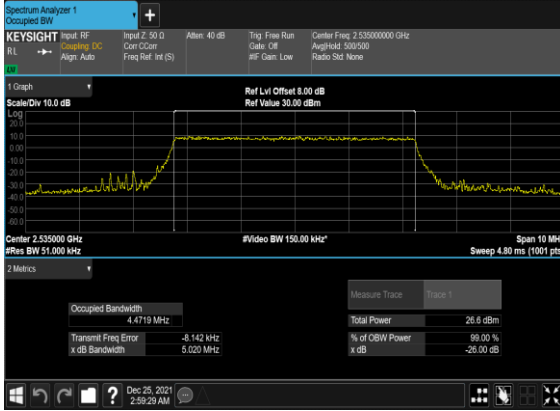 Spectrum Analyzer 1
Occupied BW
+
KEYSIGHT
RL
Input: RF
Coupling: DC
Align: Auto
Input Z: 50 Ω
Corr CCorr
Freq Ref: Int (S)
Atten: 40 dB
Trig: Free Run
Gate: Off
#IF Gain: Low
Center Freq: 2.535000000 GHz
Avg|Hold: 500/500
Radio Std: None
1 Graph
Scale/Div 10.0 dB
Ref Lvl Offset 8.00 dB
Ref Value 30.00 dBm
Log
20.0
10.0
0.00
-10.0
-20.0
-30.0
-40.0
-50.0
-60.0
Center 2.535000 GHz
#Res BW 51.000 kHz
#Video BW 150.00 kHz*
Span 10 MH
Sweep 4.80 ms (1001 pts
2 Metrics
Measure Trace
Trace 1
Occupied Bandwidth
4.4719 MHz
Total Power
26.6 dBm
Transmit Freq Error
-8.142 kHz
% of OBW Power
99.00 %
x dB Bandwidth
5.020 MHz
x dB
-26.00 dB
?
Dec 25, 2021
2:59:29 AM